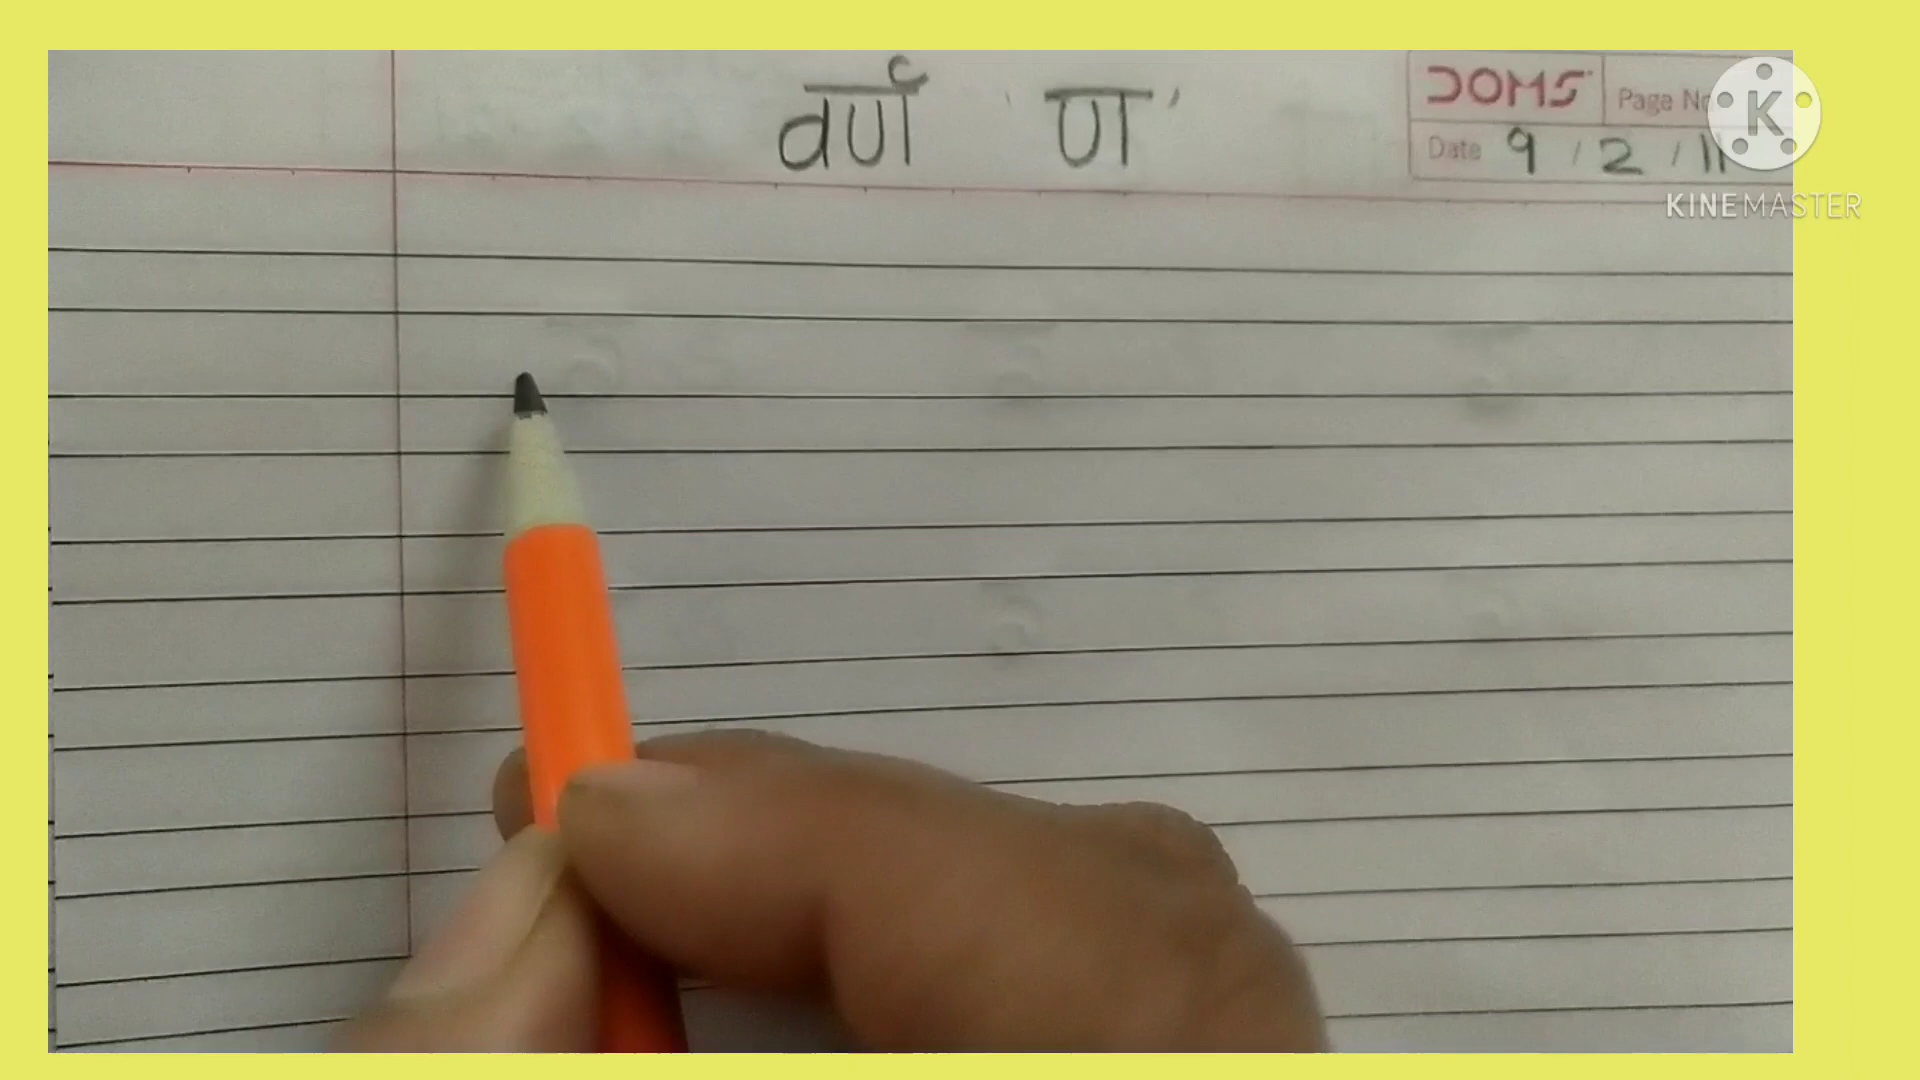 वर्ण ' ण '
DOMS Page No
Date 9 / 2 / 11
K
KINEMASTER